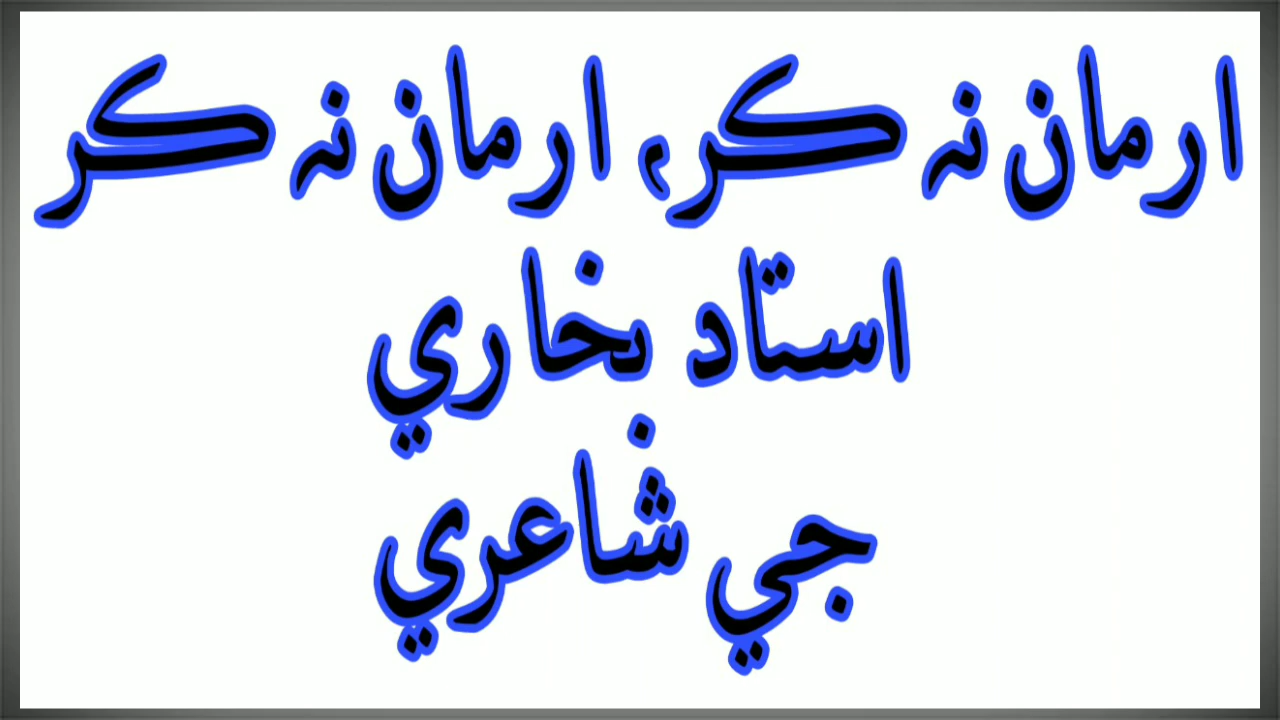 ارمان نہ ڪر، ارمان نہ ڪر
استاد بخاري
جي شاعري